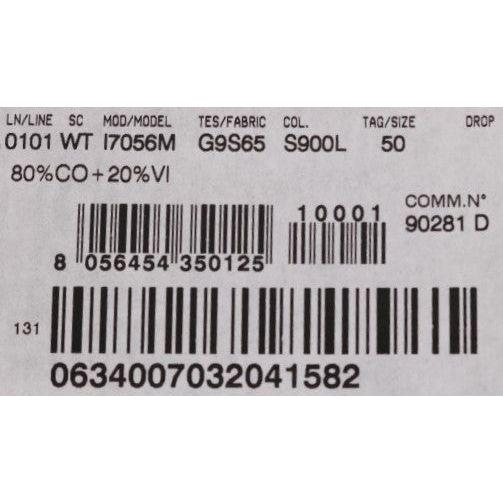 LN/LINE SC MOD/MODEL TES/FABRIC COL. TAG/SIZE DROP
0101 WT I7056M G9S65 S900L 50
80%CO+20%VI
COMM.N°
10001
90281 D
8 056454 350125
131
0634007032041582